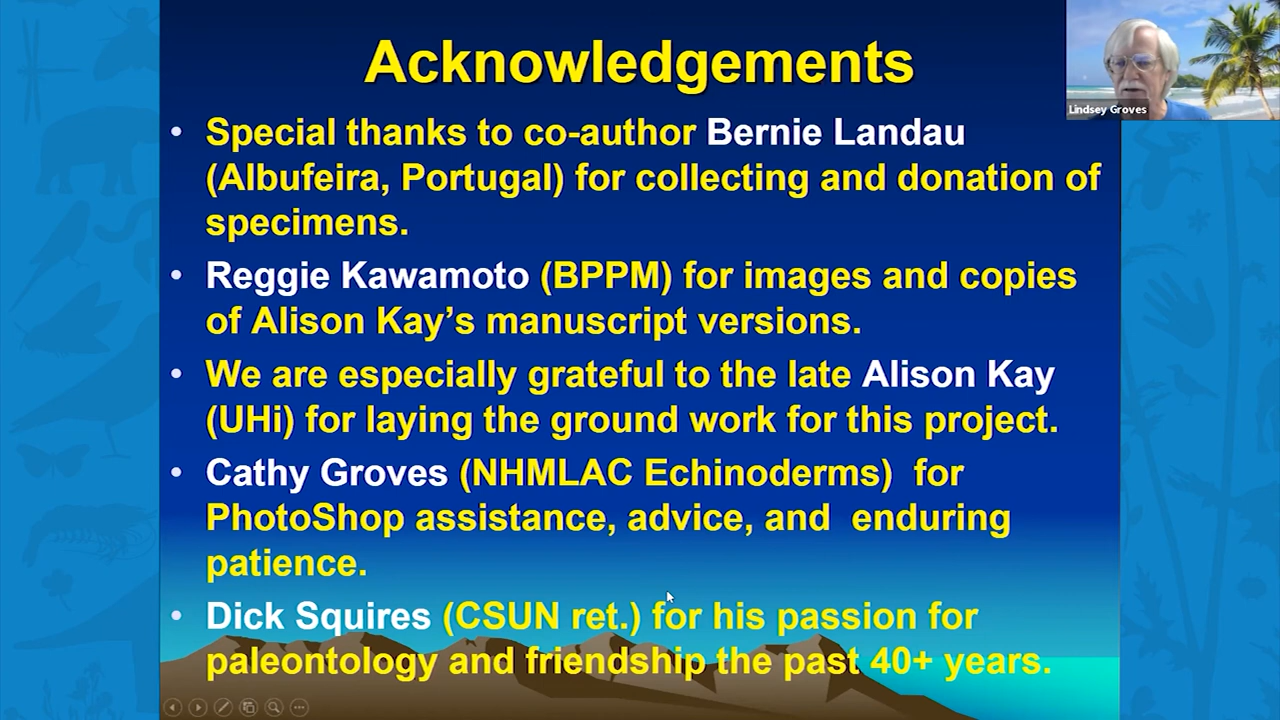 Acknowledgements
Lindsey Groves
• Special thanks to co-author Bernie Landau
(Albufeira, Portugal) for collecting and donation of
specimens.
• Reggie Kawamoto (BPPM) for images and copies
of Alison Kay’s manuscript versions.
• We are especially grateful to the late Alison Kay
(UHi) for laying the ground work for this project.
• Cathy Groves (NHMLAC Echinoderms)  for
PhotoShop assistance, advice, and  enduring
patience.
• Dick Squires (CSUN ret.) for his passion for
paleontology and friendship the past 40+ years.